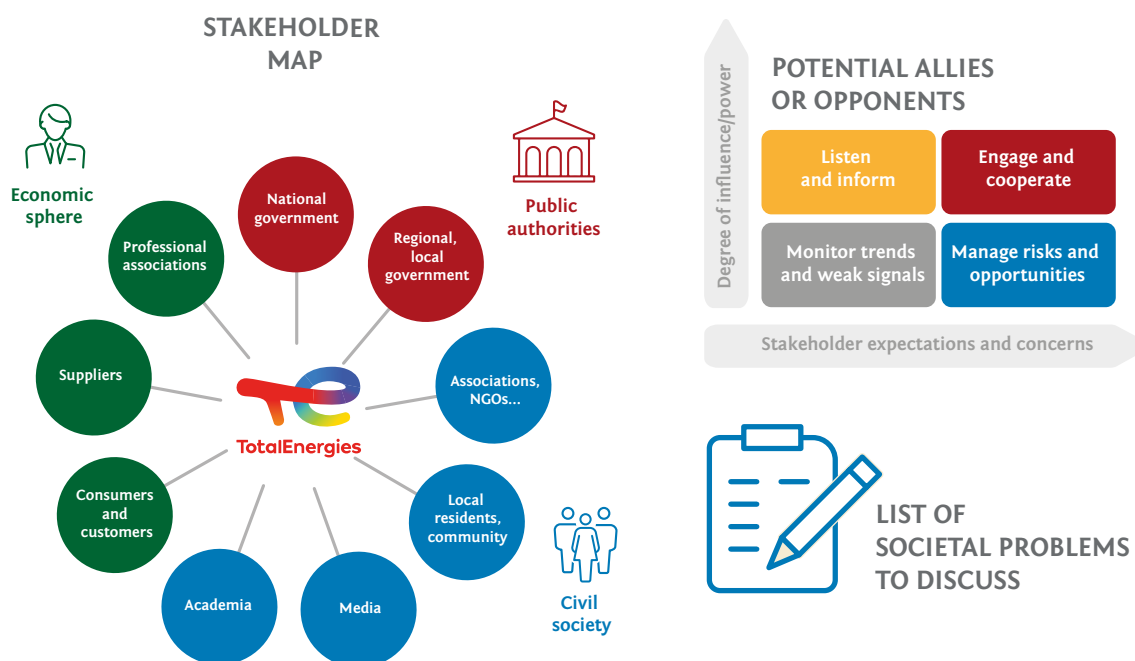 STAKEHOLDER
MAP
Economic
sphere
Public
authorities
National
government
Regional,
local
government
Professional
associations
Suppliers
Associations,
NGOs...
TotalEnergies
Consumers
and
customers
Local
residents,
community
Academia
Media
Civil
society
Degree of influence/power
POTENTIAL ALLIES
OR OPPONENTS
Listen
and inform
Engage and
cooperate
Monitor trends
and weak signals
Manage risks and
opportunities
Stakeholder expectations and concerns
LIST OF
SOCIETAL PROBLEMS
TO DISCUSS